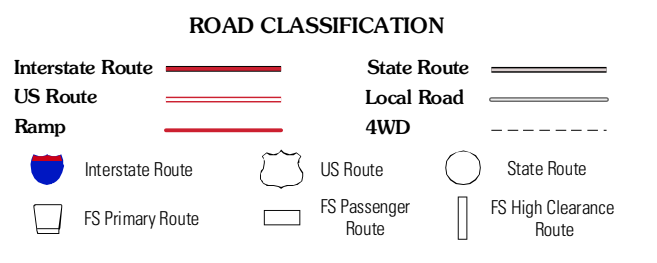 ROAD CLASSIFICATION
Interstate Route
State Route
US Route
Local Road
Ramp
4WD
Interstate Route
US Route
State Route
FS Primary Route
FS Passenger
Route
FS High Clearance
Route